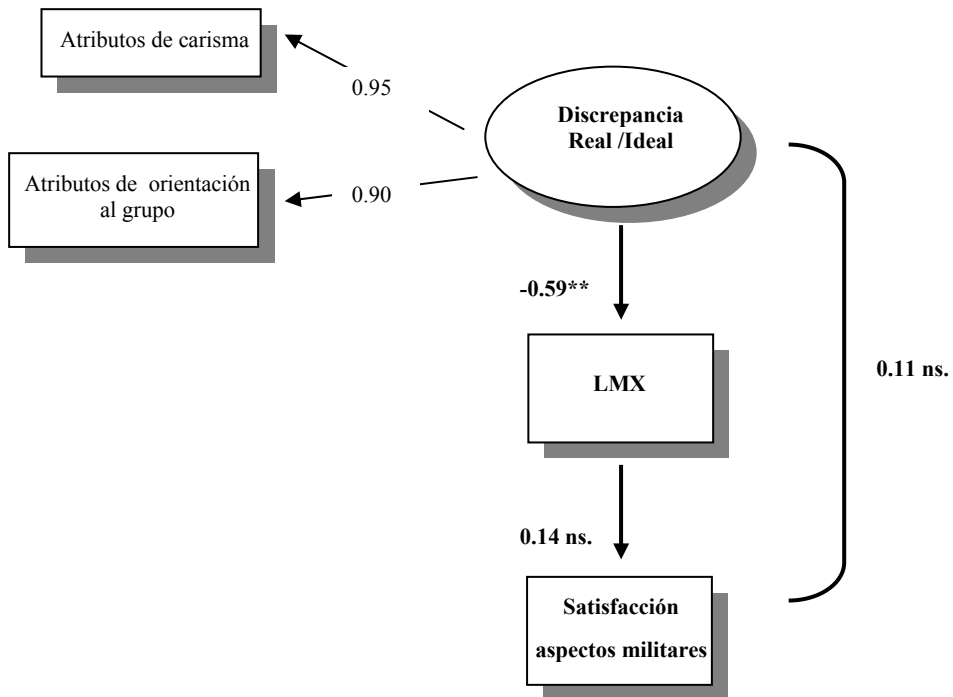 Atributos de carisma
0.95
Discrepancia
Real /Ideal
Atributos de orientación
al grupo
0.90
-0.59**
LMX
0.11 ns.
0.14 ns.
Satisfacción
aspectos militares